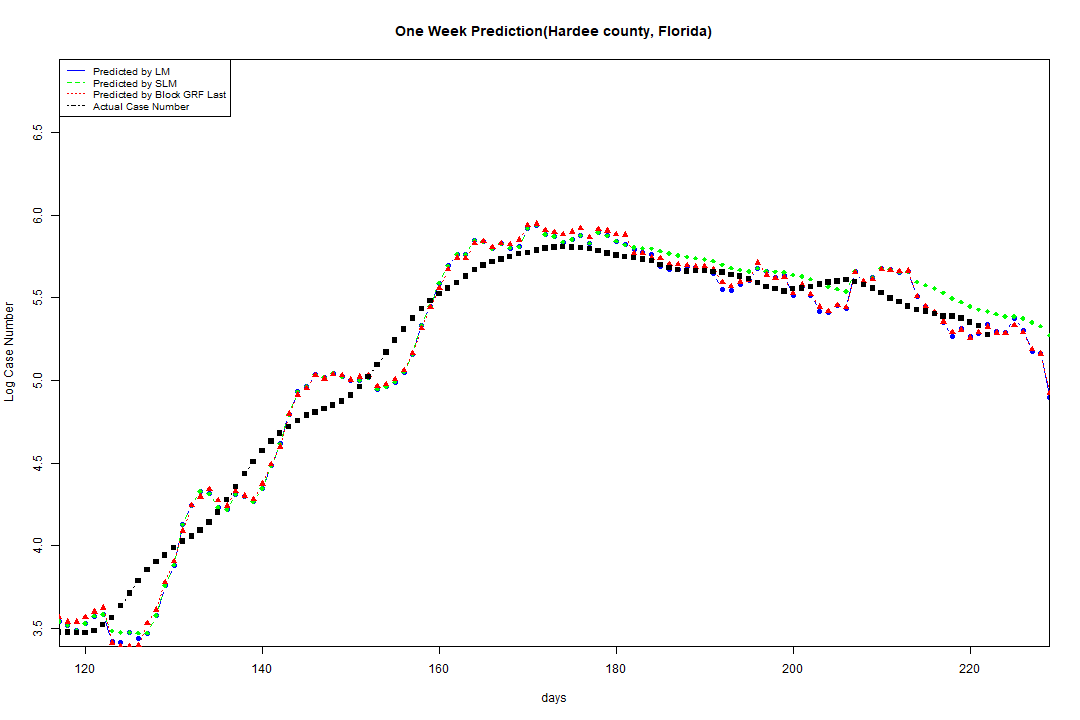 One Week Prediction(Hardee county, Florida)
Predicted by LM
Predicted by SLM
Predicted by Block GRF Last
Actual Case Number
6.5
6.0
5.5
5.0
4.5
4.0
3.5
Log Case Number
120 140 160 180 200 220
days